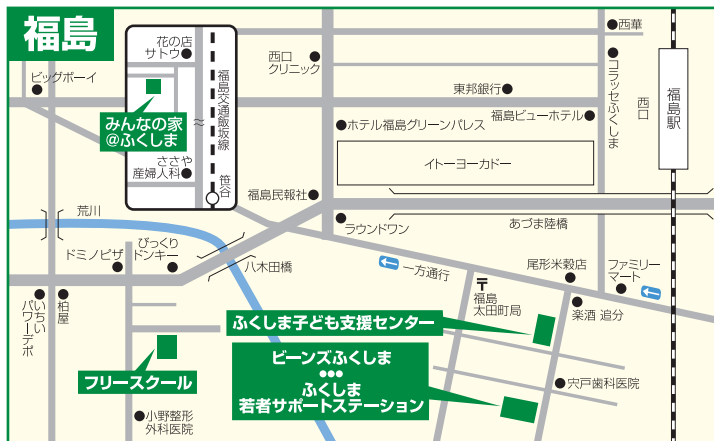 福島
花の店
サトウ
ビッグボーイ
みんなの家
@ふくしま
ささや
産婦人科
福島交通飯坂線
笹谷
西口
クリニック
西華
コラッセふくしま
西口
福島駅
東邦銀行
福島ビューホテル
ホテル福島グリーンパレス
イトーヨーカドー
福島民報社
ラウンドワン
あづま陸橋
荒川
ドミノピザ
びっくり
ドンキー
八木田橋
一方通行
尾形米穀店
ファミリー
マート
〒
福島
太田町局
楽酒 追分
いちい
パワーデポ
柏屋
ふくしま子ども支援センター
フリースクール
ビーンズふくしま
●●●
ふくしま
若者サポートステーション
宍戸歯科医院
小野整形
外科医院